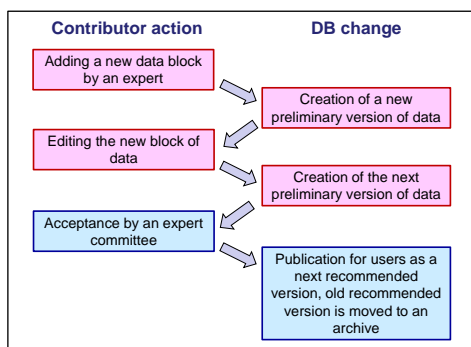 Contributor action
DB change
Adding a new data block
by an expert
Creation of a new
preliminary version of data
Editing the new block of
data
Creation of the next
preliminary version of data
Acceptance by an expert
committee
Publication for users as a
next recommended
version, old recommended
version is moved to an
archive